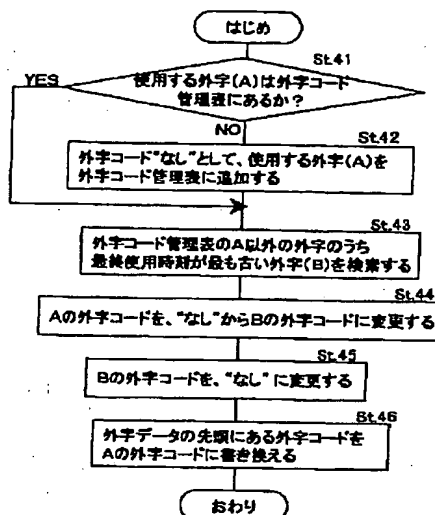 はじめ
St.41
YES
使用する外字(A)は外字コード
管理表にあるか?
NO
St.42
外字コード"なし"として、使用する外字(A)を
外字コード管理表に追加する
St.43
外字コード管理表のA以外の外字のうち
最終使用時刻が最も古い外字(B)を検索する
St.44
Aの外字コードを、"なし"からBの外字コードに変更する
St.45
Bの外字コードを、"なし"に変更する
St.46
外字データの先頭にある外字コードを
Aの外字コードに書き換える
おわり